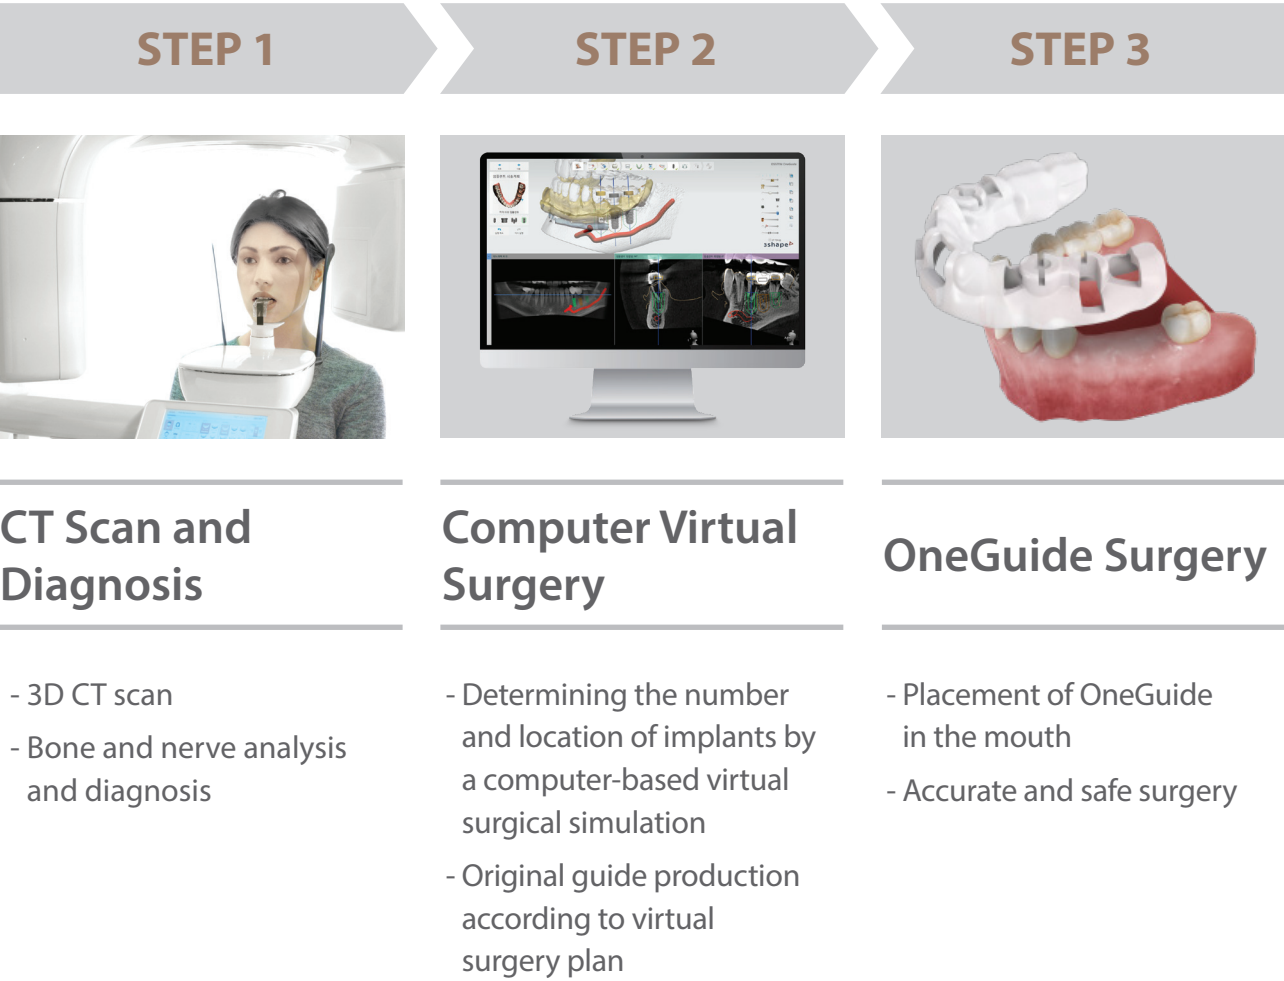 STEP 1
STEP 2
STEP 3
3shape
CT Scan and
Diagnosis
Computer Virtual
Surgery
OneGuide Surgery
- 3D CT scan
- Bone and nerve analysis
and diagnosis
- Determining the number
and location of implants by
a computer-based virtual
surgical simulation
- Original guide production
according to virtual
surgery plan
- Placement of OneGuide
in the mouth
- Accurate and safe surgery